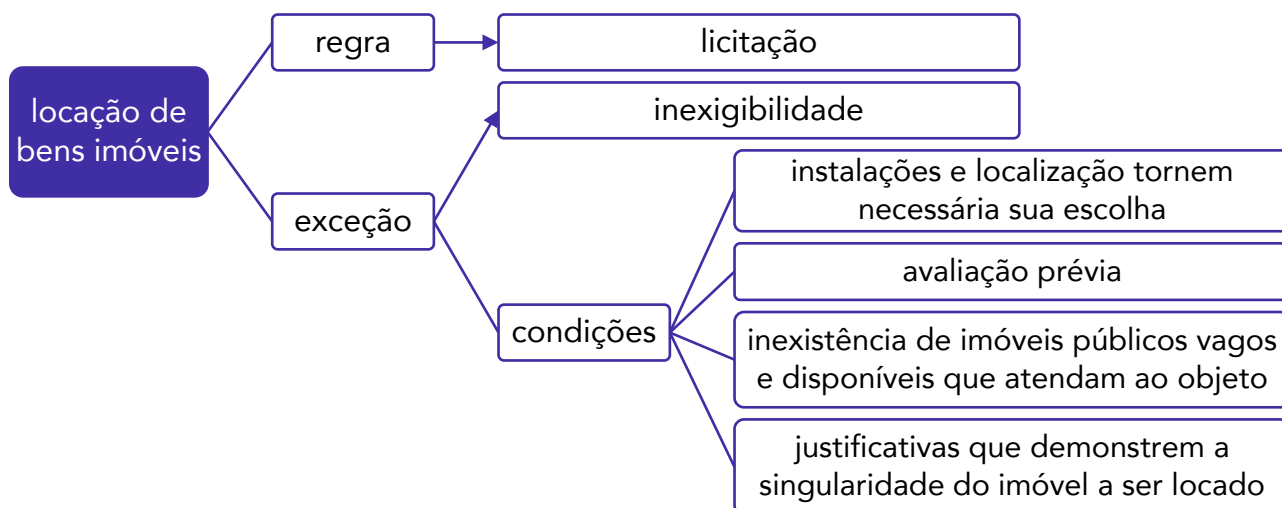 locação de
bens imóveis
regra
licitação
exceção
inexigibilidade
condições
instalações e localização tornem
necessária sua escolha
avaliação prévia
inexistência de imóveis públicos vagos
e disponíveis que atendam ao objeto
justificativas que demonstrem a
singularidade do imóvel a ser locado